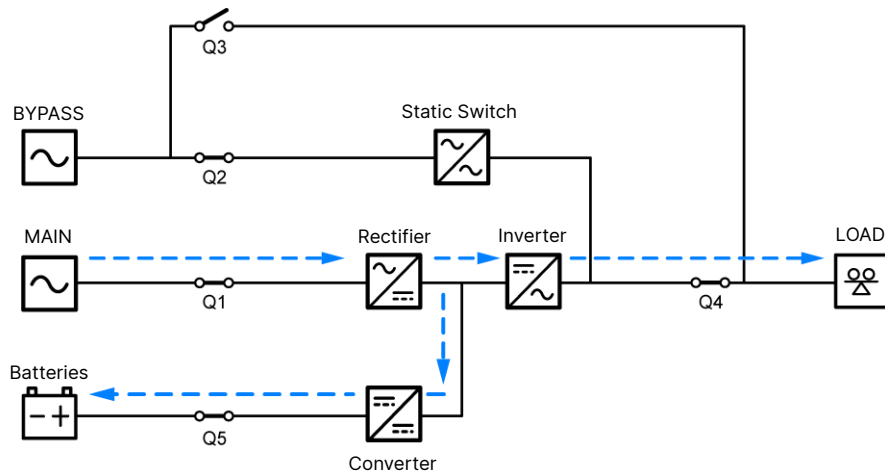 Q3
BYPASS
Static Switch
Q2
MAIN
Rectifier
Inverter
LOAD
Q1
Q4
Batteries
Q5
Converter